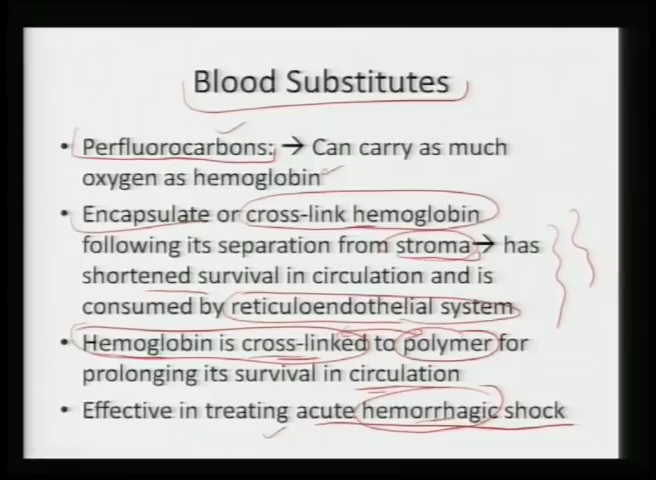 Blood Substitutes
• Perfluorocarbons: → Can carry as much
oxygen as hemoglobin
• Encapsulate or cross-link hemoglobin
following its separation from stroma → has
shortened survival in circulation and is
consumed by reticuloendothelial system
• Hemoglobin is cross-linked to polymer for
prolonging its survival in circulation
• Effective in treating acute hemorrhagic shock